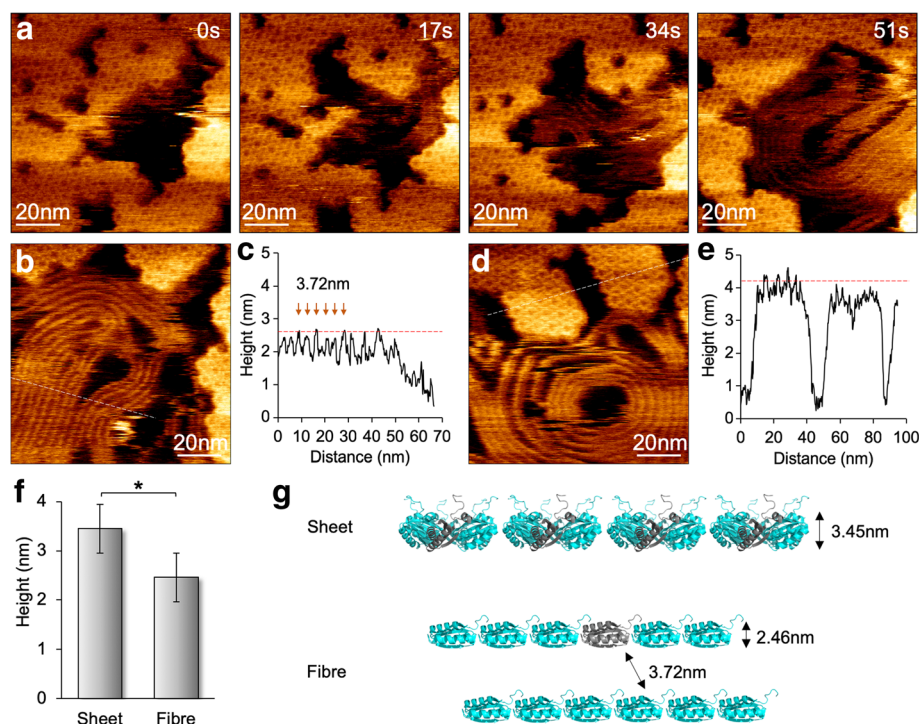 a
0s
17s
34s
51s
20nm
20nm
20nm
20nm
b
20nm
c
3.72nm
Height (nm)
5
4
3
2
1
0
0 10 20 30 40 50 60 70
Distance (nm)
d
20nm
e
Height (nm)
5
4
3
2
1
0
0 20 40 60 80 100
Distance (nm)
f
*
Height (nm)
4
3
2
1
0
Sheet Fibre
g
Sheet
3.45nm
2.46nm
Fibre
3.72nm